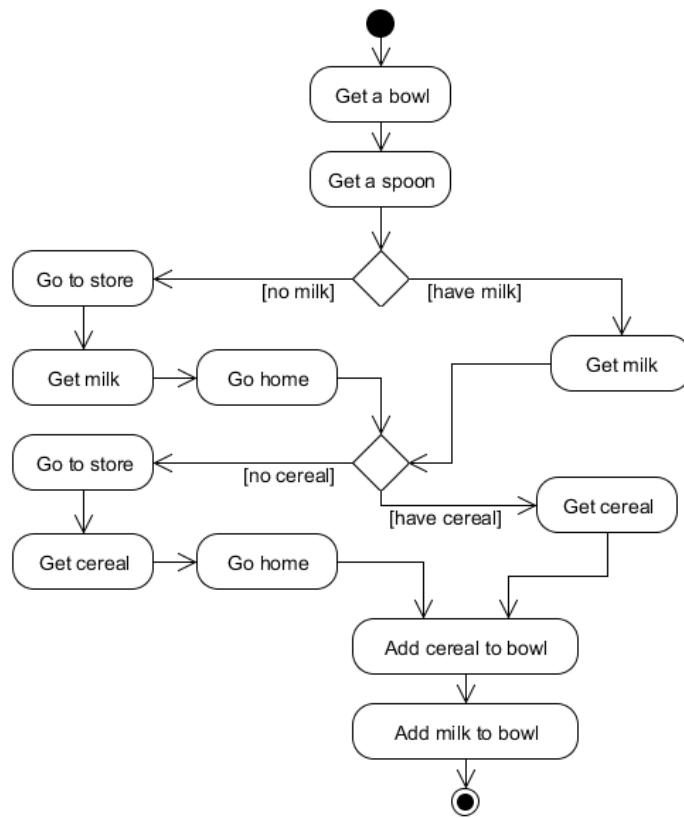 Get a bowl
Get a spoon
Go to store
[no milk]
[have milk]
Get milk
Go home
Get milk
Go to store
[no cereal]
[have cereal]
Get cereal
Get cereal
Go home
Add cereal to bowl
Add milk to bowl